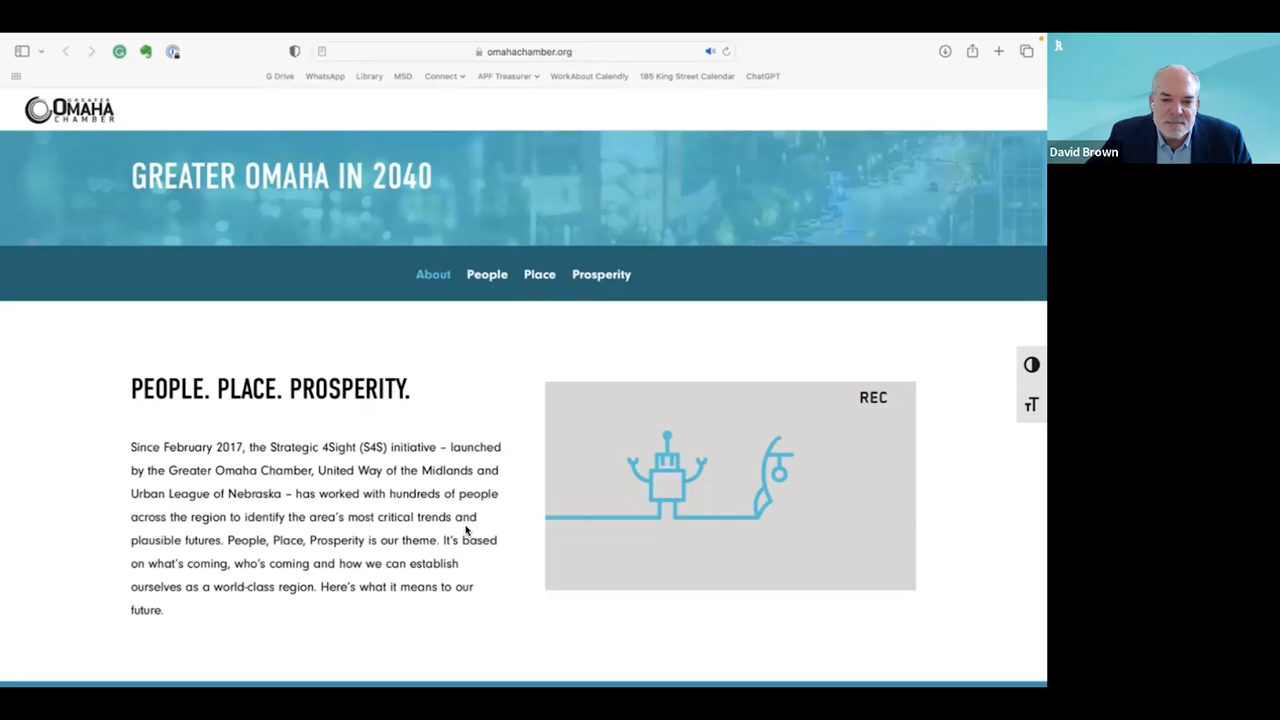 omahachamber.org
G Drive WhatsApp Library MSD Connect APF Treasurer WorkAbout Calendly 185 King Street Calendar ChatGPT
GREATER
OMAHA
CHAMBER
David Brown
GREATER OMAHA IN 2040
About People Place Prosperity
PEOPLE. PLACE. PROSPERITY.
REC
Since February 2017, the Strategic 4Sight (S4S) initiative – launched
by the Greater Omaha Chamber, United Way of the Midlands and
Urban League of Nebraska – has worked with hundreds of people
across the region to identify the area's most critical trends and
plausible futures. People, Place, Prosperity is our theme. It's based
on what's coming, who's coming and how we can establish
ourselves as a world-class region. Here's what it means to our
future.
TT